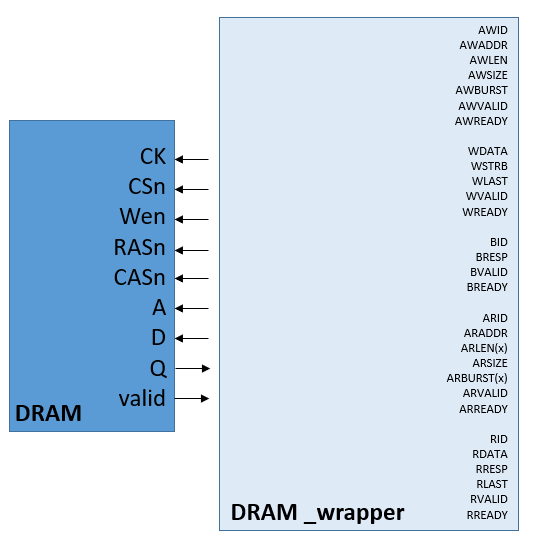 CK
CSn
Wen
RASn
CASn
A
D
Q
valid
DRAM
AWID
AWADDR
AWLEN
AWSIZE
AWBURST
AWVALID
AWREADY
WDATA
WSTRB
WLAST
WVALID
WREADY
BID
BRESP
BVALID
BREADY
ARID
ARADDR
ARLEN(x)
ARSIZE
ARBURST(x)
ARVALID
ARREADY
RID
RDATA
RRESP
RLAST
RVALID
RREADY
DRAM _wrapper